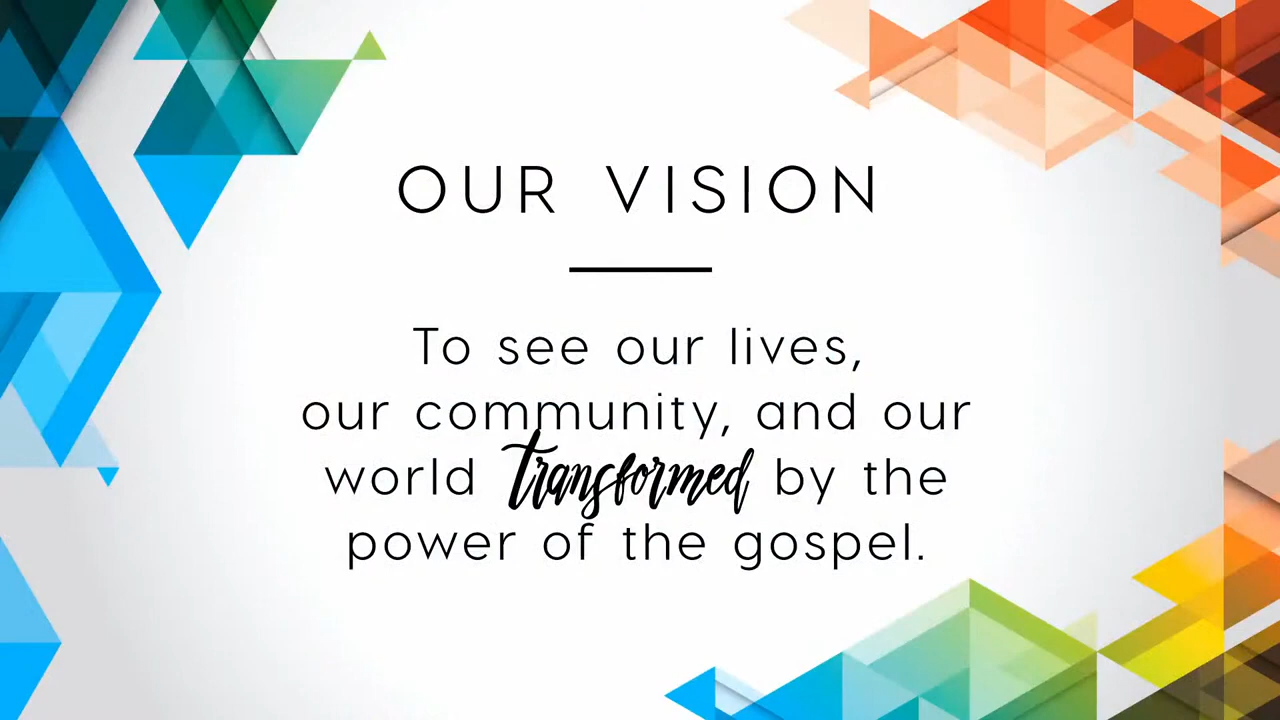 OUR VISION
To see our lives,
our community, and our
world transformed by the
power of the gospel.